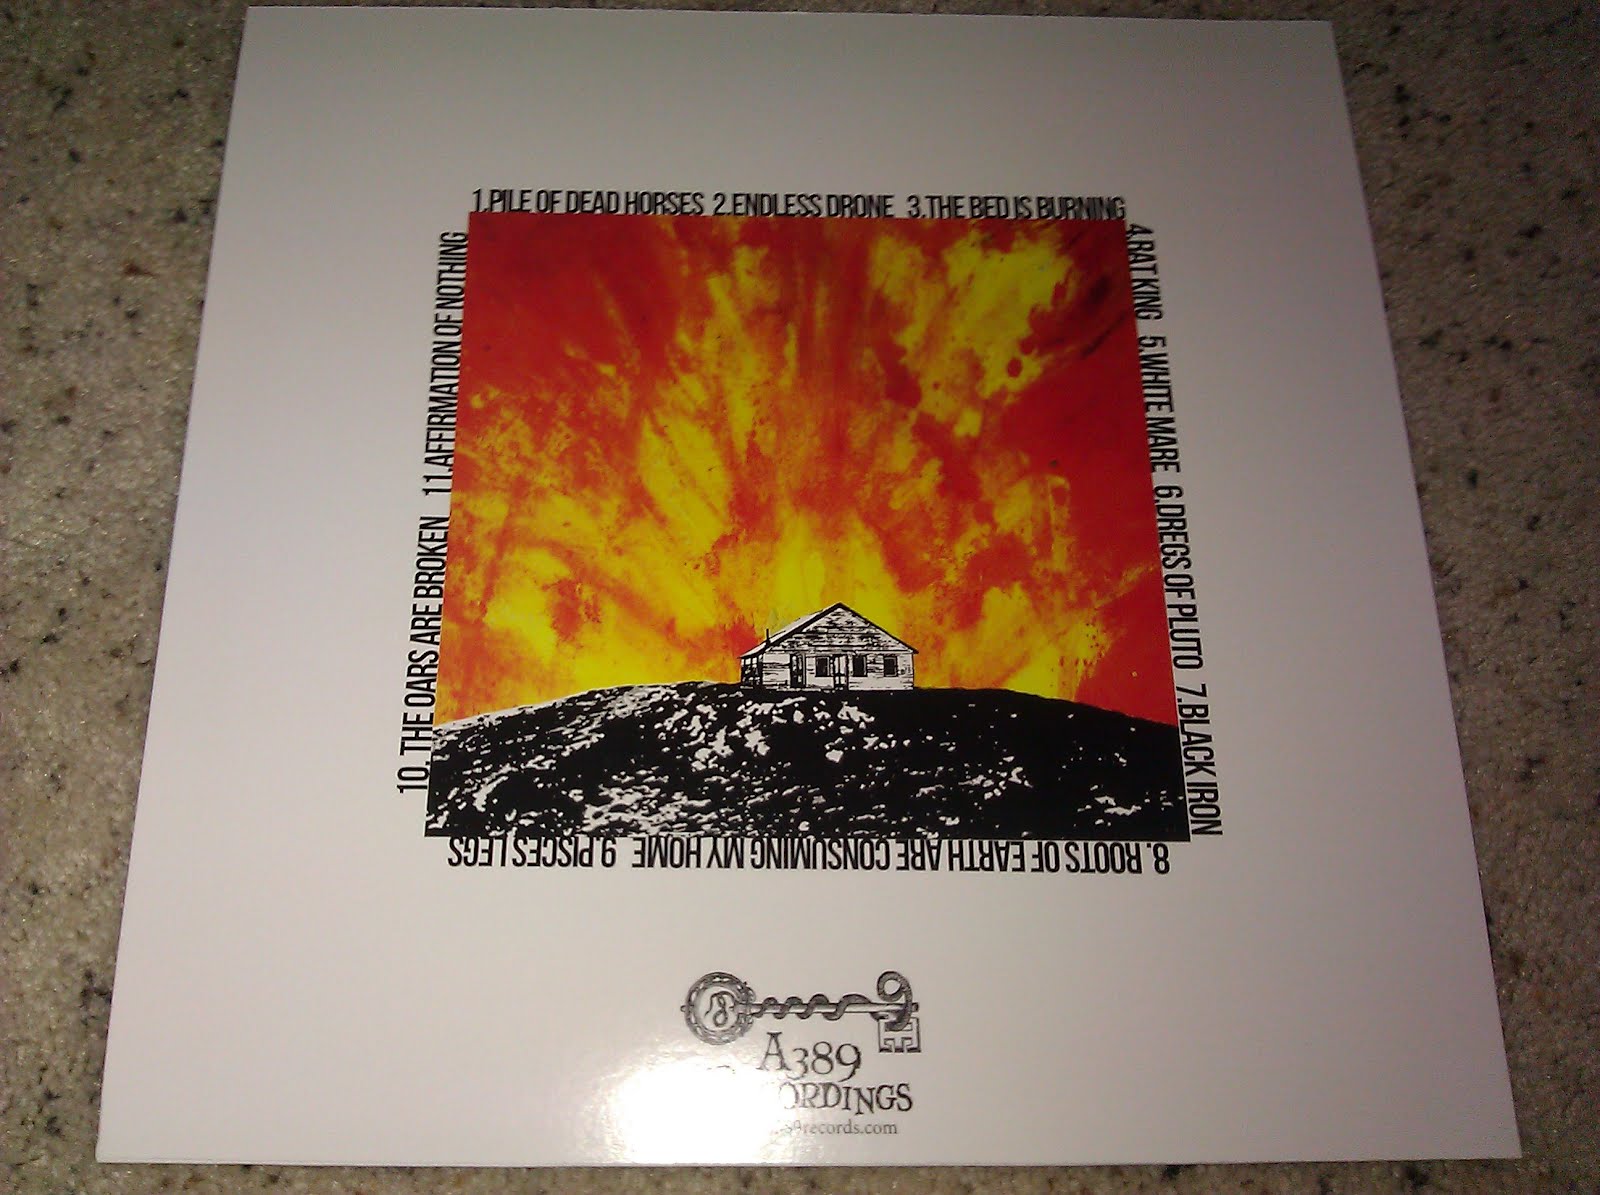 1.PILE OF DEAD HORSES 2.ENDLESS DRONE 3.THE BED IS BURNING
4.RAT KING 5.WHITE MARE 6.DREGS OF PLUTO 7.BLACK IRON
8. ROOTS OF EARTH ARE CONSUMING MY HOME 9.PISCES LEGS
10. THE OARS ARE BROKEN 11.AFFIRMATION OF NOTHING
A389